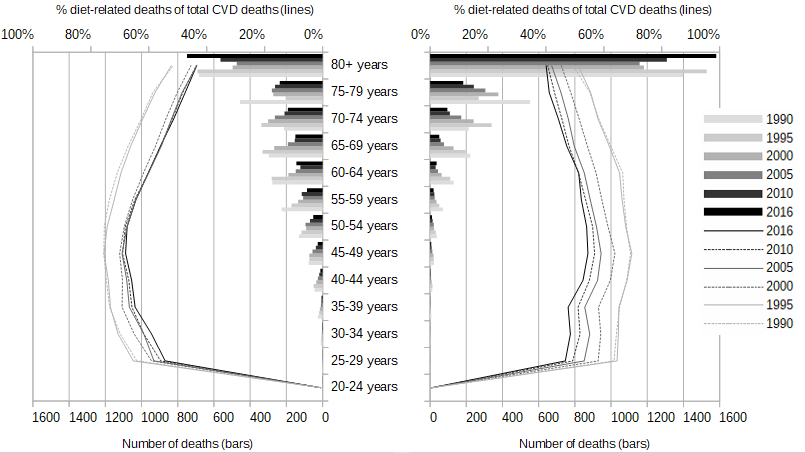 % diet-related deaths of total CVD deaths (lines)
% diet-related deaths of total CVD deaths (lines)
100% 80% 60% 40% 20% 0%
0% 20% 40% 60% 80% 100%
80+ years
75-79 years
70-74 years
65-69 years
60-64 years
55-59 years
50-54 years
45-49 years
40-44 years
35-39 years
30-34 years
25-29 years
20-24 years
1990
1995
2000
2005
2010
2016
2016
2010
2005
2000
1995
1990
1600 1400 1200 1000 800 600 400 200 0
0 200 400 600 800 1000 1200 1400 1600
Number of deaths (bars)
Number of deaths (bars)